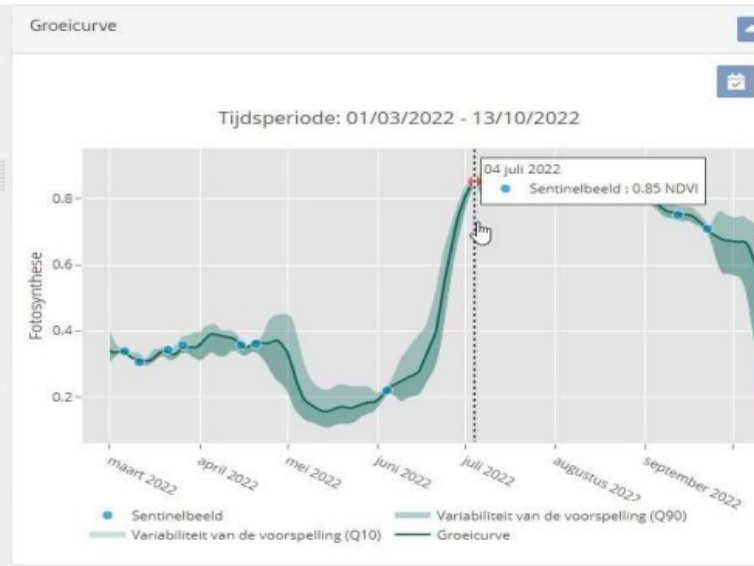 Groeicurve
Tijdsperiode: 01/03/2022 - 13/10/2022
04 juli 2022
Sentinelbeeld : 0.85 NDVI
Fotosynthese
0.8
0.6
0.4
0.2
maart 2022
april 2022
mei 2022
juni 2022
juli 2022
augustus 2022
september 2022
Sentinelbeeld
Variabiliteit van de voorspelling (Q90)
Variabiliteit van de voorspelling (Q10)
Groeicurve